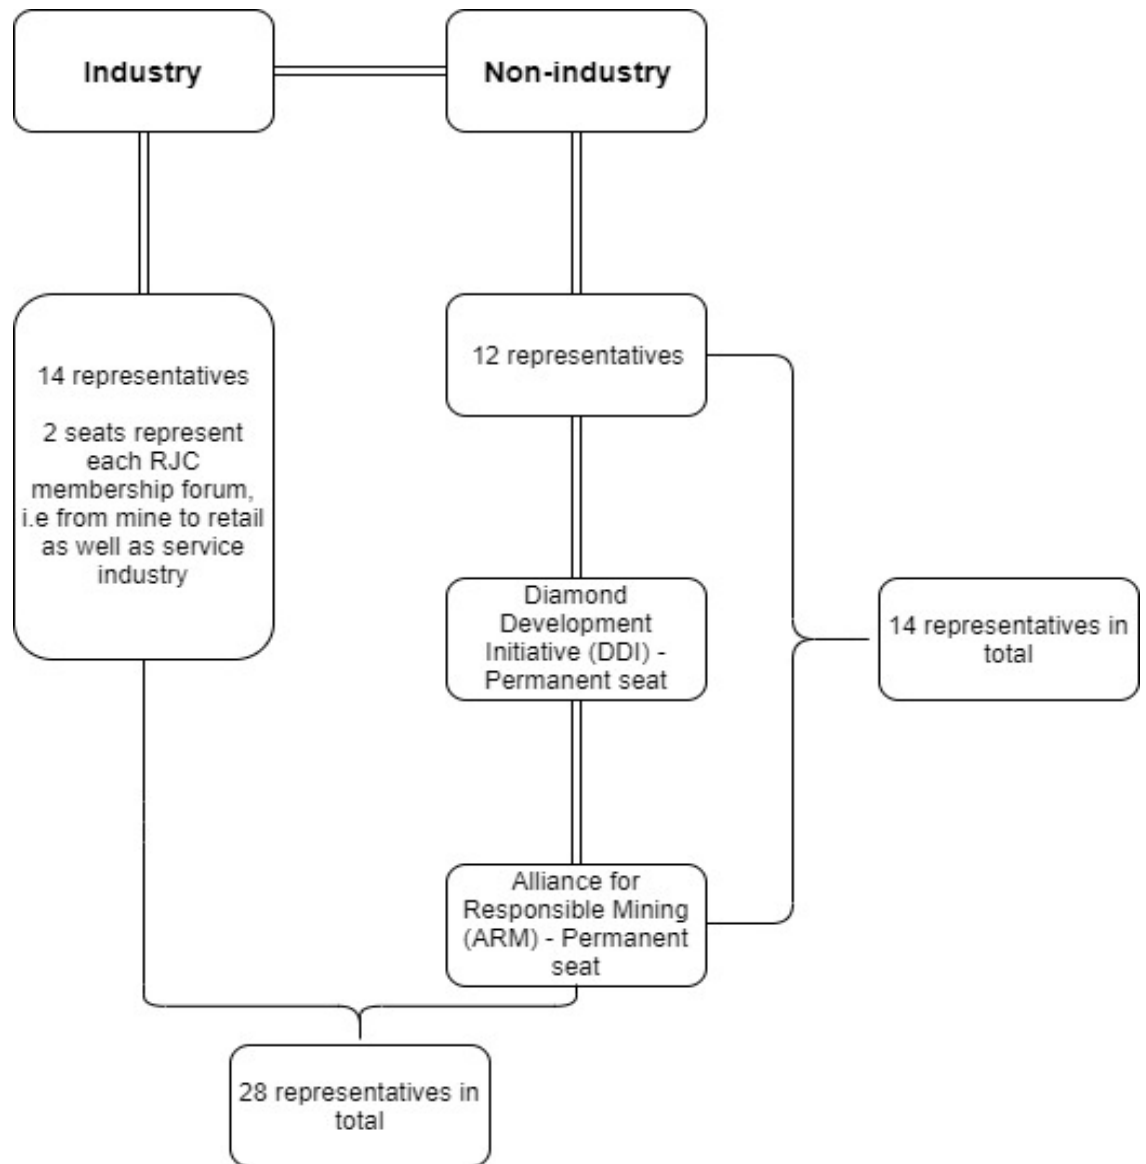 Industry
Non-industry
14 representatives
2 seats represent
each RJC
membership forum,
i.e from mine to retail
as well as service
industry
12 representatives
Diamond
Development
Initiative (DDI) -
Permanent seat
14 representatives in
total
Alliance for
Responsible Mining
(ARM) - Permanent
seat
28 representatives in
total